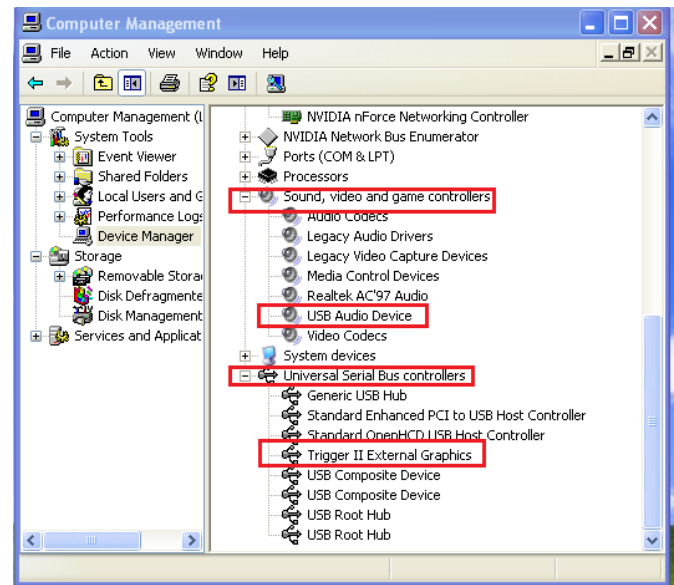 Computer Management
File Action View Window Help
Computer Management (L
System Tools
Event Viewer
Shared Folders
Local Users and G
Performance Logs
Device Manager
Storage
Removable Stora
Disk Defragmente
Disk Management
Services and Applicat
NVIDIA nForce Networking Controller
NVIDIA Network Bus Enumerator
Ports (COM & LPT)
Processors
Sound, video and game controllers
Audio Codecs
Legacy Audio Drivers
Legacy Video Capture Devices
Media Control Devices
Realtek AC'97 Audio
USB Audio Device
Video Codecs
System devices
Universal Serial Bus controllers
Generic USB Hub
Standard Enhanced PCI to USB Host Controller
Standard OpenHCD USB Host Controller
Trigger II External Graphics
USB Composite Device
USB Composite Device
USB Root Hub
USB Root Hub